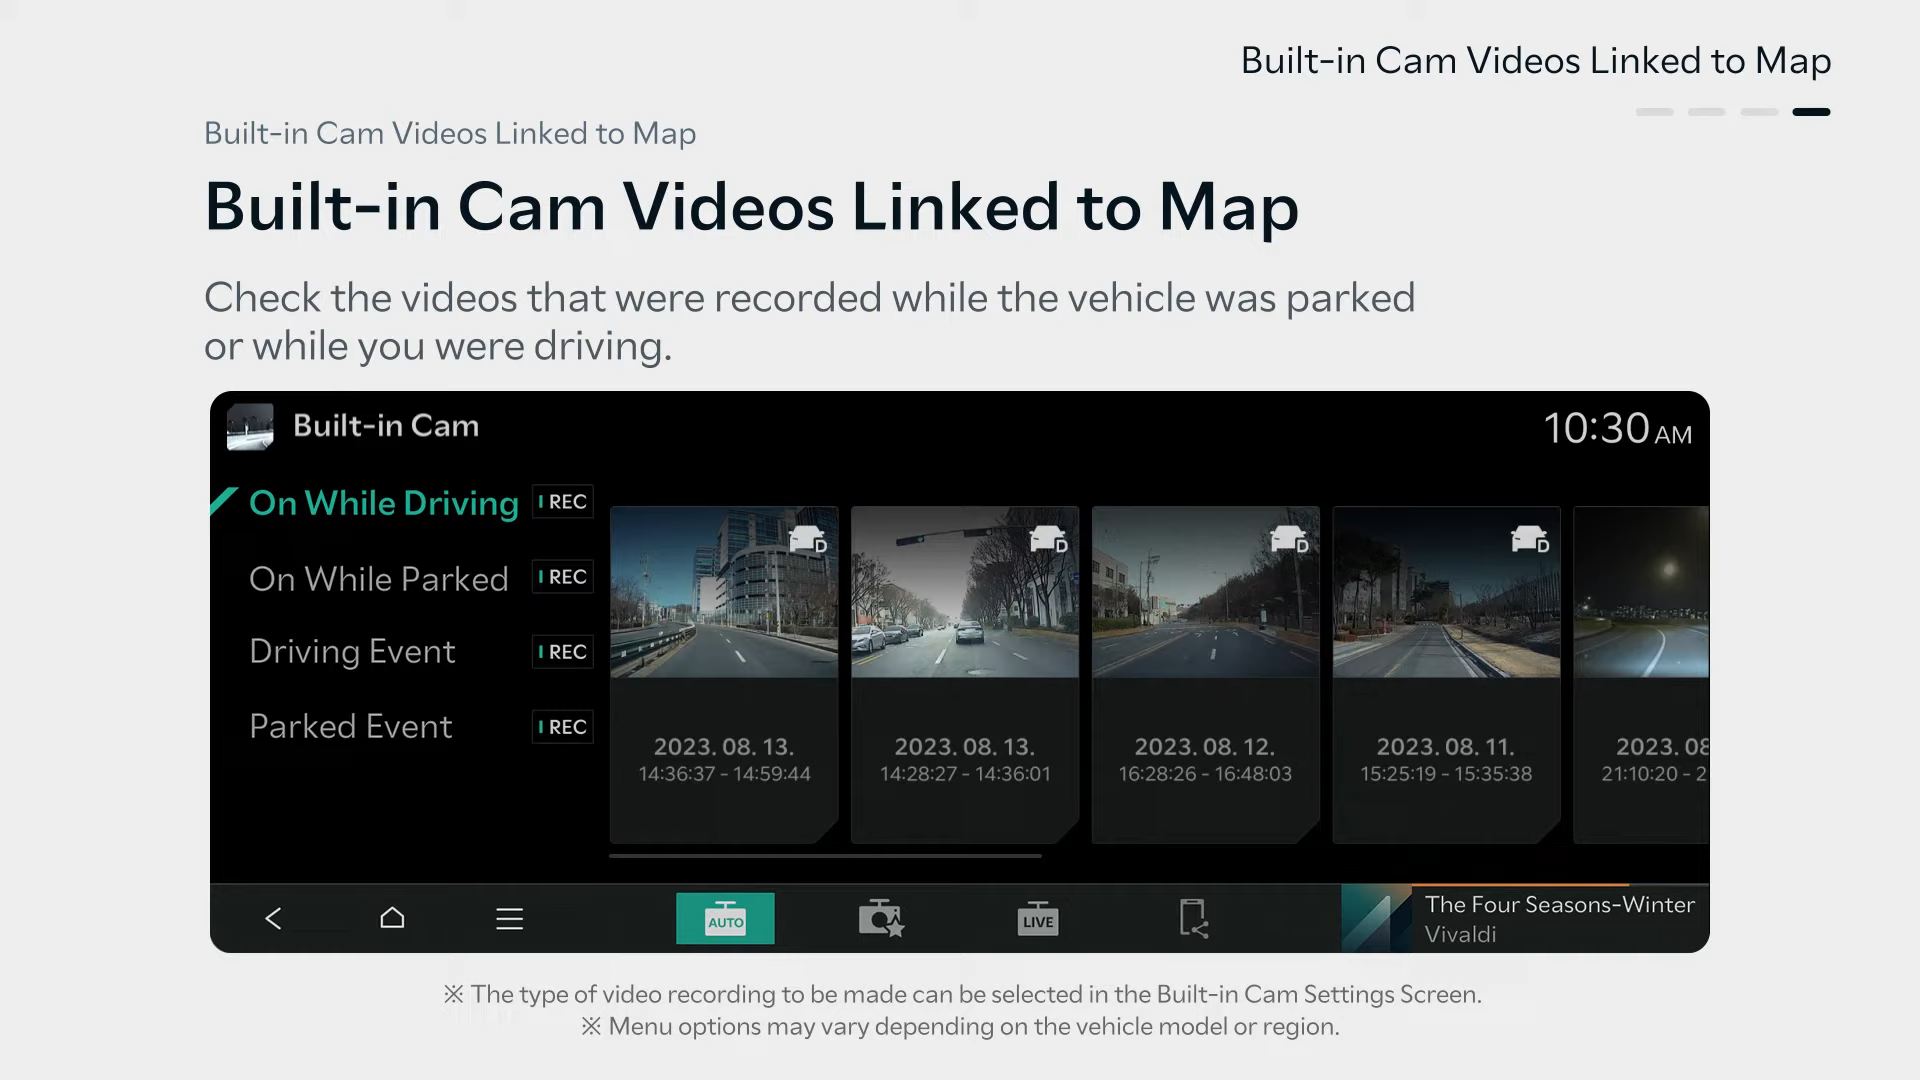 Built-in Cam Videos Linked to Map
Built-in Cam Videos Linked to Map
Built-in Cam Videos Linked to Map
Check the videos that were recorded while the vehicle was parked
or while you were driving.
Built-in Cam
10:30 AM
On While Driving REC
On While Parked REC
Driving Event REC
Parked Event REC
D
D
D
D
2023. 08. 13.
14:36:37 - 14:59:44
2023. 08. 13.
14:28:27 - 14:36:01
2023. 08. 12.
16:28:26 - 16:48:03
2023. 08. 11.
15:25:19 - 15:35:38
2023. 08
21:10:20 - 2
AUTO
LIVE
The Four Seasons-Winter
Vivaldi
※ The type of video recording to be made can be selected in the Built-in Cam Settings Screen.
※ Menu options may vary depending on the vehicle model or region.